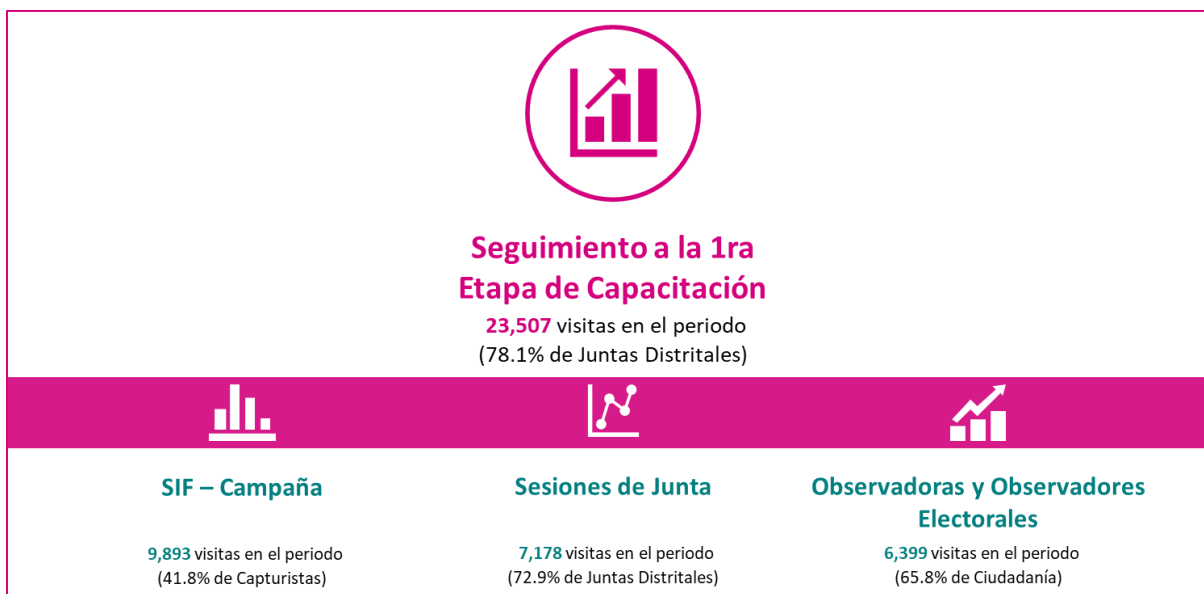 Seguimiento a la 1ra
Etapa de Capacitación
23,507 visitas en el periodo
(78.1% de Juntas Distritales)
SIF – Campaña
9,893 visitas en el periodo
(41.8% de Capturistas)
Sesiones de Junta
7,178 visitas en el periodo
(72.9% de Juntas Distritales)
Observadoras y Observadores
Electorales
6,399 visitas en el periodo
(65.8% de Ciudadanía)